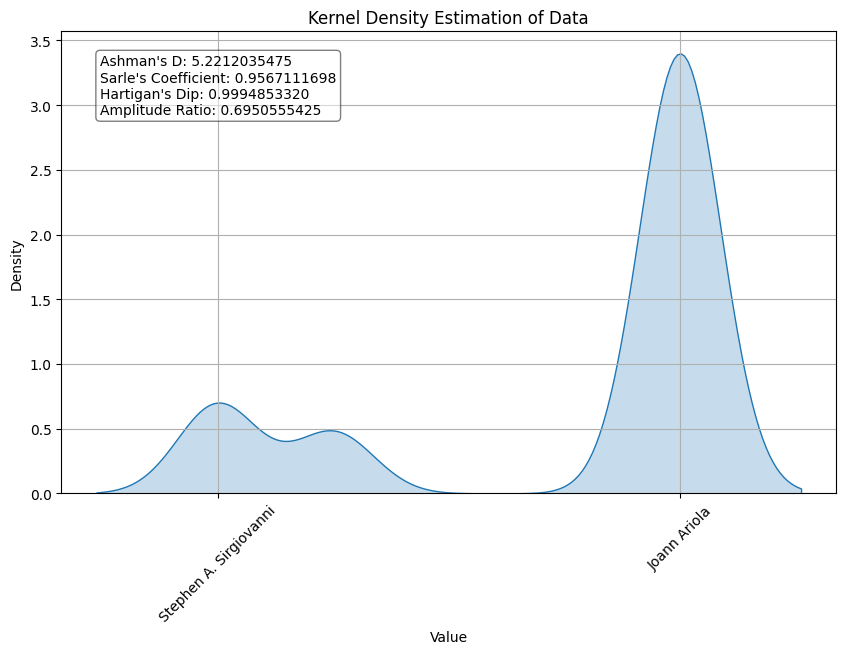 Kernel Density Estimation of Data
Ashman's D: 5.2212035475
Sarle's Coefficient: 0.9567111698
Hartigan's Dip: 0.9994853320
Amplitude Ratio: 0.6950555425
3.5
3.0
2.5
2.0
1.5
1.0
0.5
0.0
Density
Stephen A. Sirgiovanni
Joann Ariola
Value